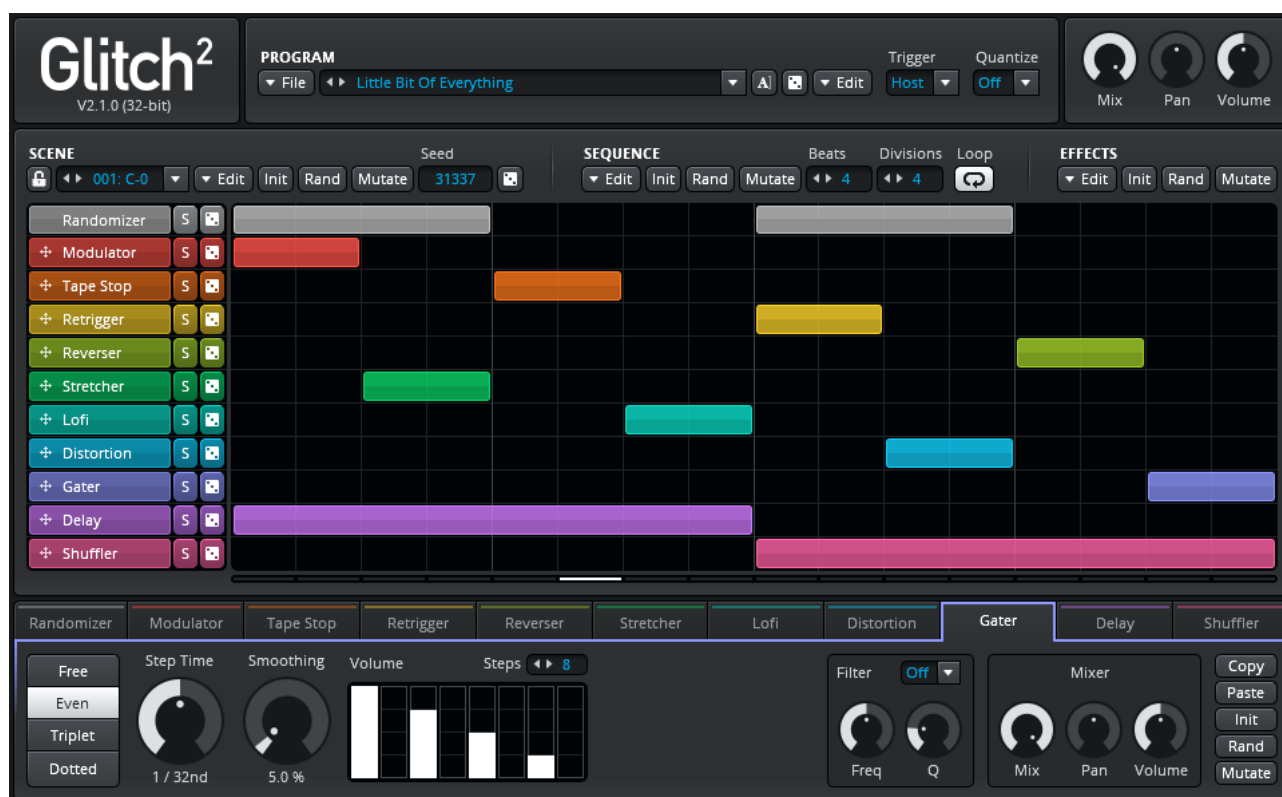 Glitch²
V2.1.0 (32-bit)
PROGRAM
File Little Bit Of Everything A Edit
Trigger Quantize
Host Off
Mix Pan Volume
SCENE
Seed
001: C-0 Edit Init Rand Mutate 31337
SEQUENCE Beats Divisions Loop
Edit Init Rand Mutate 4 4
EFFECTS
Edit Init Rand Mutate
Randomizer S
Modulator S
Tape Stop S
Retrigger S
Reverser S
Stretcher S
Lofi S
Distortion S
Gater S
Delay S
Shuffler S
Randomizer Modulator Tape Stop Retrigger Reverser Stretcher Lofi Distortion Gater Delay Shuffler
Free
Even
Triplet
Dotted
Step Time Smoothing
1 / 32nd 5.0 %
Volume Steps 8
Filter Off
Freq Q
Mixer
Mix Pan Volume
Copy
Paste
Init
Rand
Mutate